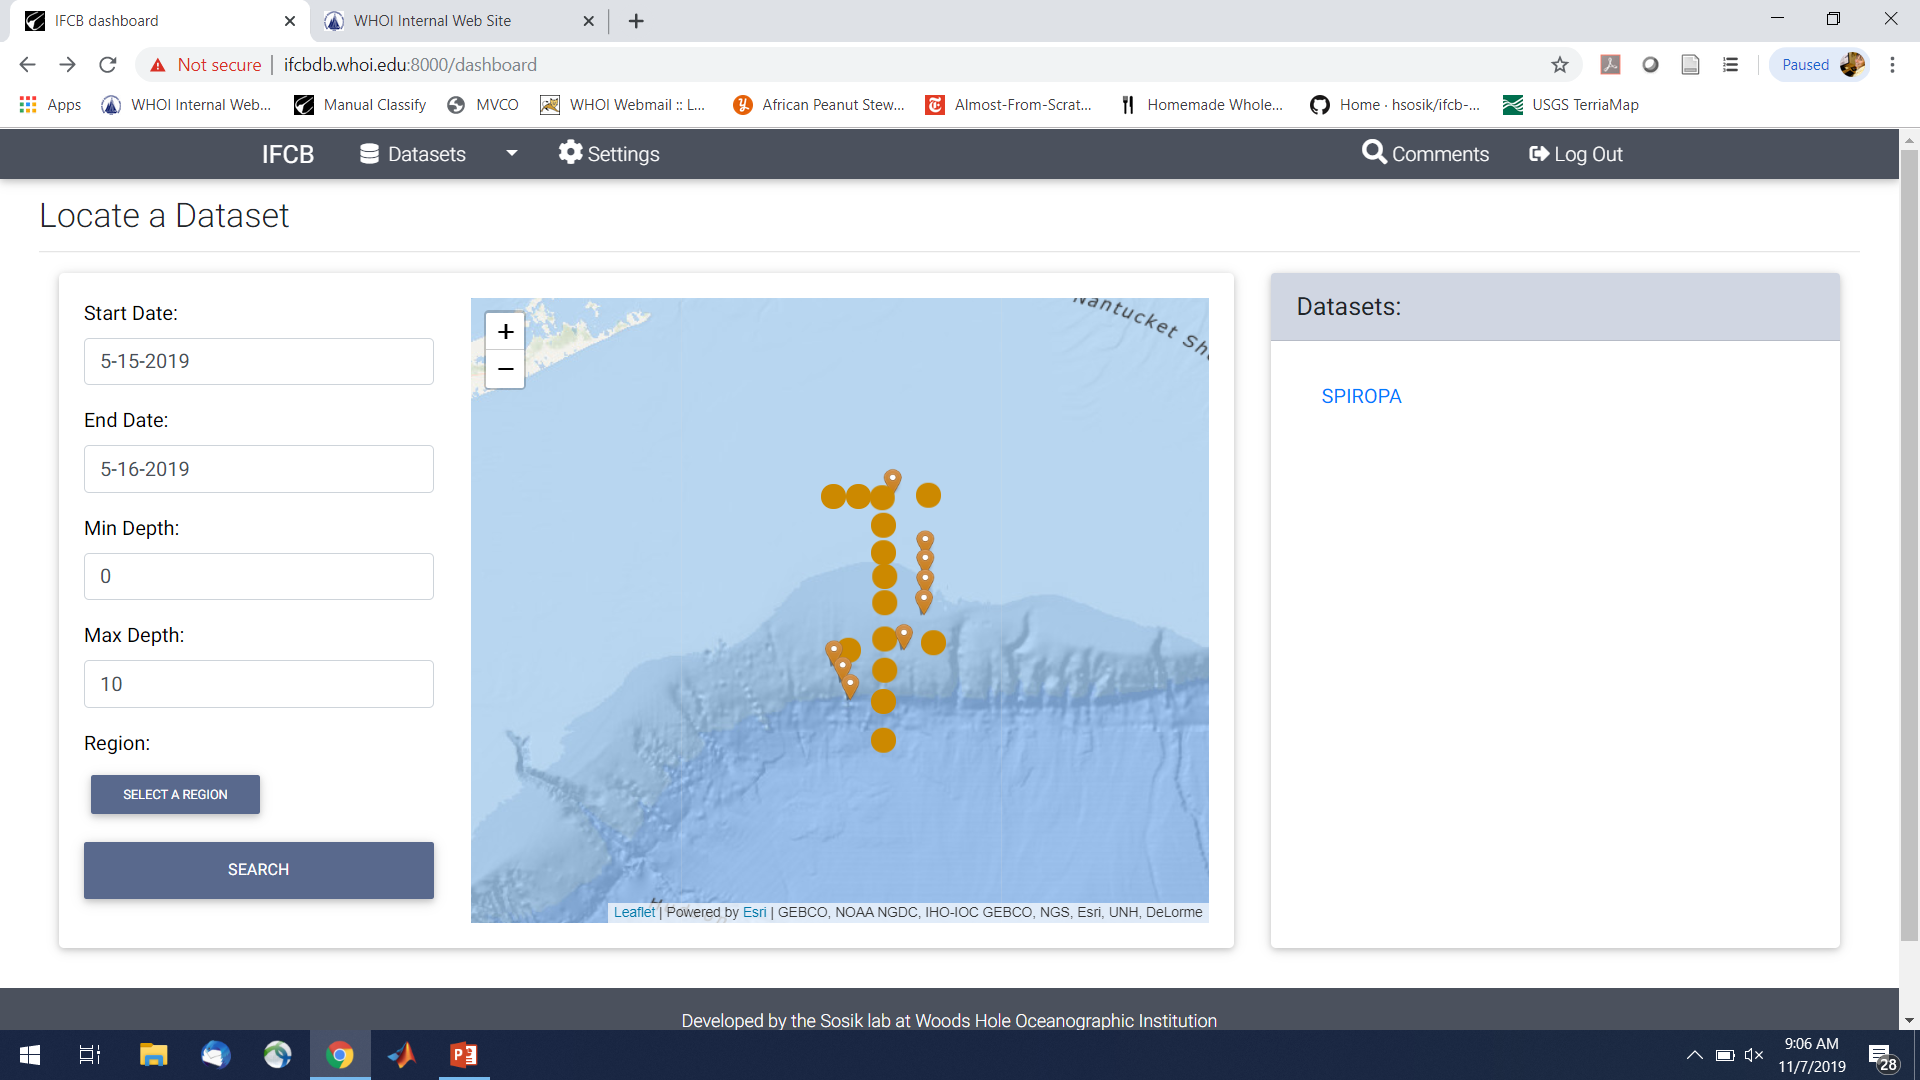 IFCB dashboard
WHOI Internal Web Site
Not secure
ifcbdb.whoi.edu:8000/dashboard
Paused
Apps
WHOI Internal Web...
Manual Classify
MVCO
WHOI Webmail :: L...
African Peanut Stew...
Almost-From-Scrat...
Homemade Whole...
Home · hsosik/ifcb-...
USGS TerriaMap
IFCB
Datasets
Settings
Comments
Log Out
Locate a Dataset
Start Date:
5-15-2019
End Date:
5-16-2019
Min Depth:
0
Max Depth:
10
Region:
SELECT A REGION
SEARCH
+
−
Nantucket Sh
Leaflet | Powered by Esri | GEBCO, NOAA NGDC, IHO-IOC GEBCO, NGS, Esri, UNH, DeLorme
Datasets:
SPIROPA
Developed by the Sosik lab at Woods Hole Oceanographic Institution
9:06 AM
11/7/2019
28